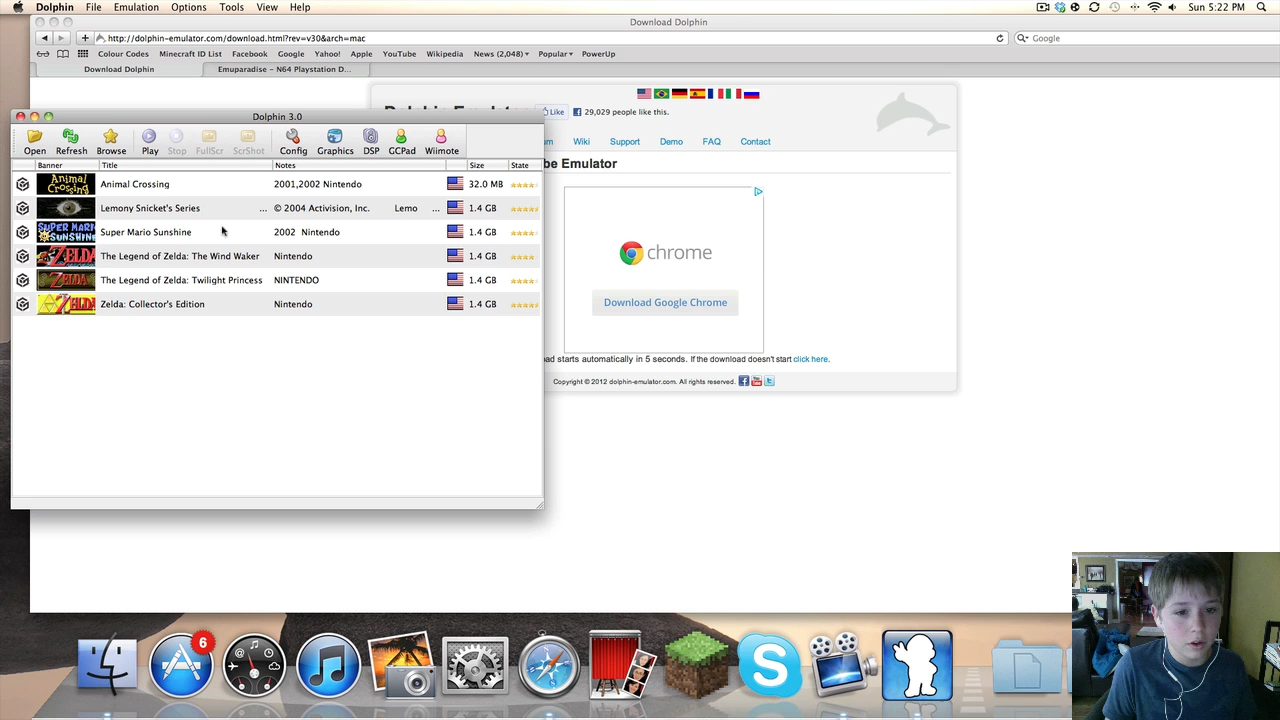 Dolphin File Emulation Options Tools View Help Sun 5:22 PM
Download Dolphin
http://dolphin-emulator.com/download.html?rev=v30&arch=mac Google
Colour Codes Minecraft ID List Facebook Google Yahoo! Apple YouTube Wikipedia News (2,048) Popular PowerUp
Download Dolphin Emuparadise - N64 Playstation D...
Like 29,029 people like this.
Dolphin 3.0
Wiki Support Demo FAQ Contact
Open Refresh Browse Play Stop FullScr ScrShot Config Graphics DSP GCPad Wiimote
be Emulator
Banner Title Notes Size State
Animal Crossing Animal Crossing 2001,2002 Nintendo 32.0 MB
Lemony Snicket's Series ... © 2004 Activision, Inc. Lemo ... 1.4 GB
SUPER MARIO SUNSHINE Super Mario Sunshine 2002 Nintendo 1.4 GB
ZELDA The Legend of Zelda: The Wind Waker Nintendo 1.4 GB
ZELDA The Legend of Zelda: Twilight Princess NINTENDO 1.4 GB
Zelda: Collector's Edition Nintendo 1.4 GB
chrome
Download Google Chrome
ad starts automatically in 5 seconds. If the download doesn't start click here.
Copyright © 2012 dolphin-emulator.com. All rights reserved.
6